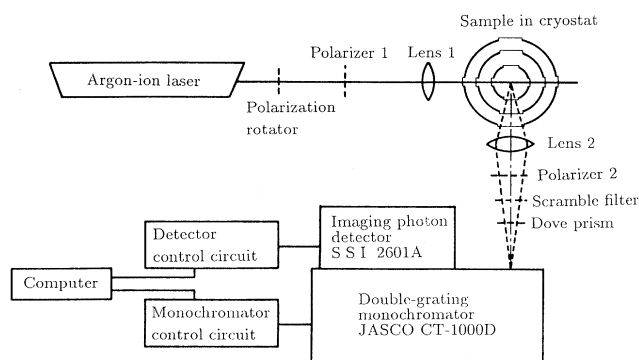 Sample in cryostat
Polarizer 1
Lens 1
Argon-ion laser
Polarization
rotator
Lens 2
Polarizer 2
Scramble filter
Dove prism
Imaging photon
detector
S S I 2601A
Detector
control circuit
Computer
Monochromator
control circuit
Double-grating
monochromator
JASCO CT-1000D